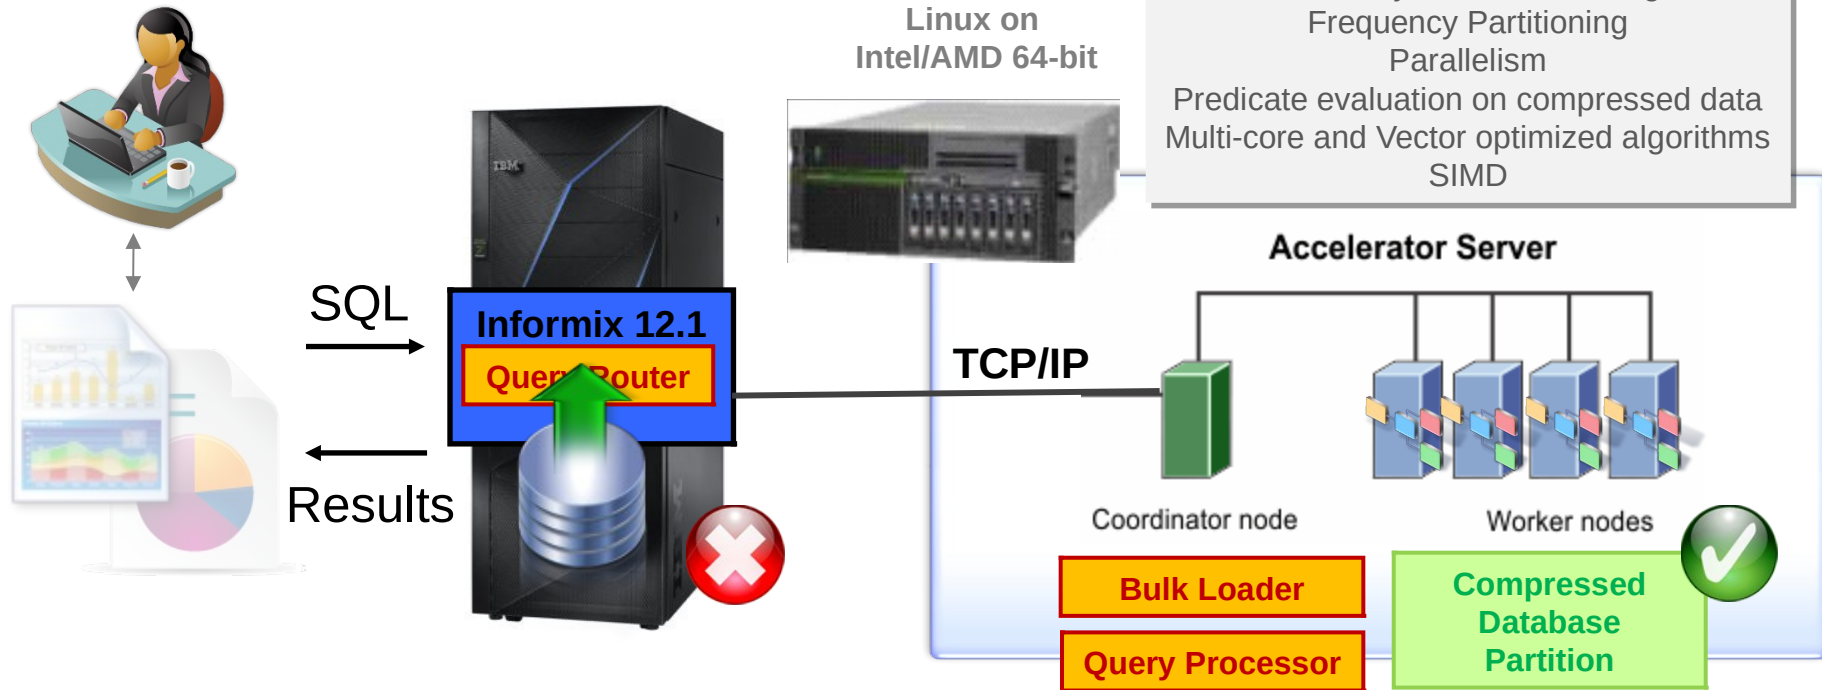 Linux on
Intel/AMD 64-bit
Frequency Partitioning
Parallelism
Predicate evaluation on compressed data
Multi-core and Vector optimized algorithms
SIMD
IBM
Accelerator Server
SQL
Informix 12.1
Query Router
TCP/IP
Results
Coordinator node
Worker nodes
Bulk Loader
Query Processor
Compressed
Database
Partition